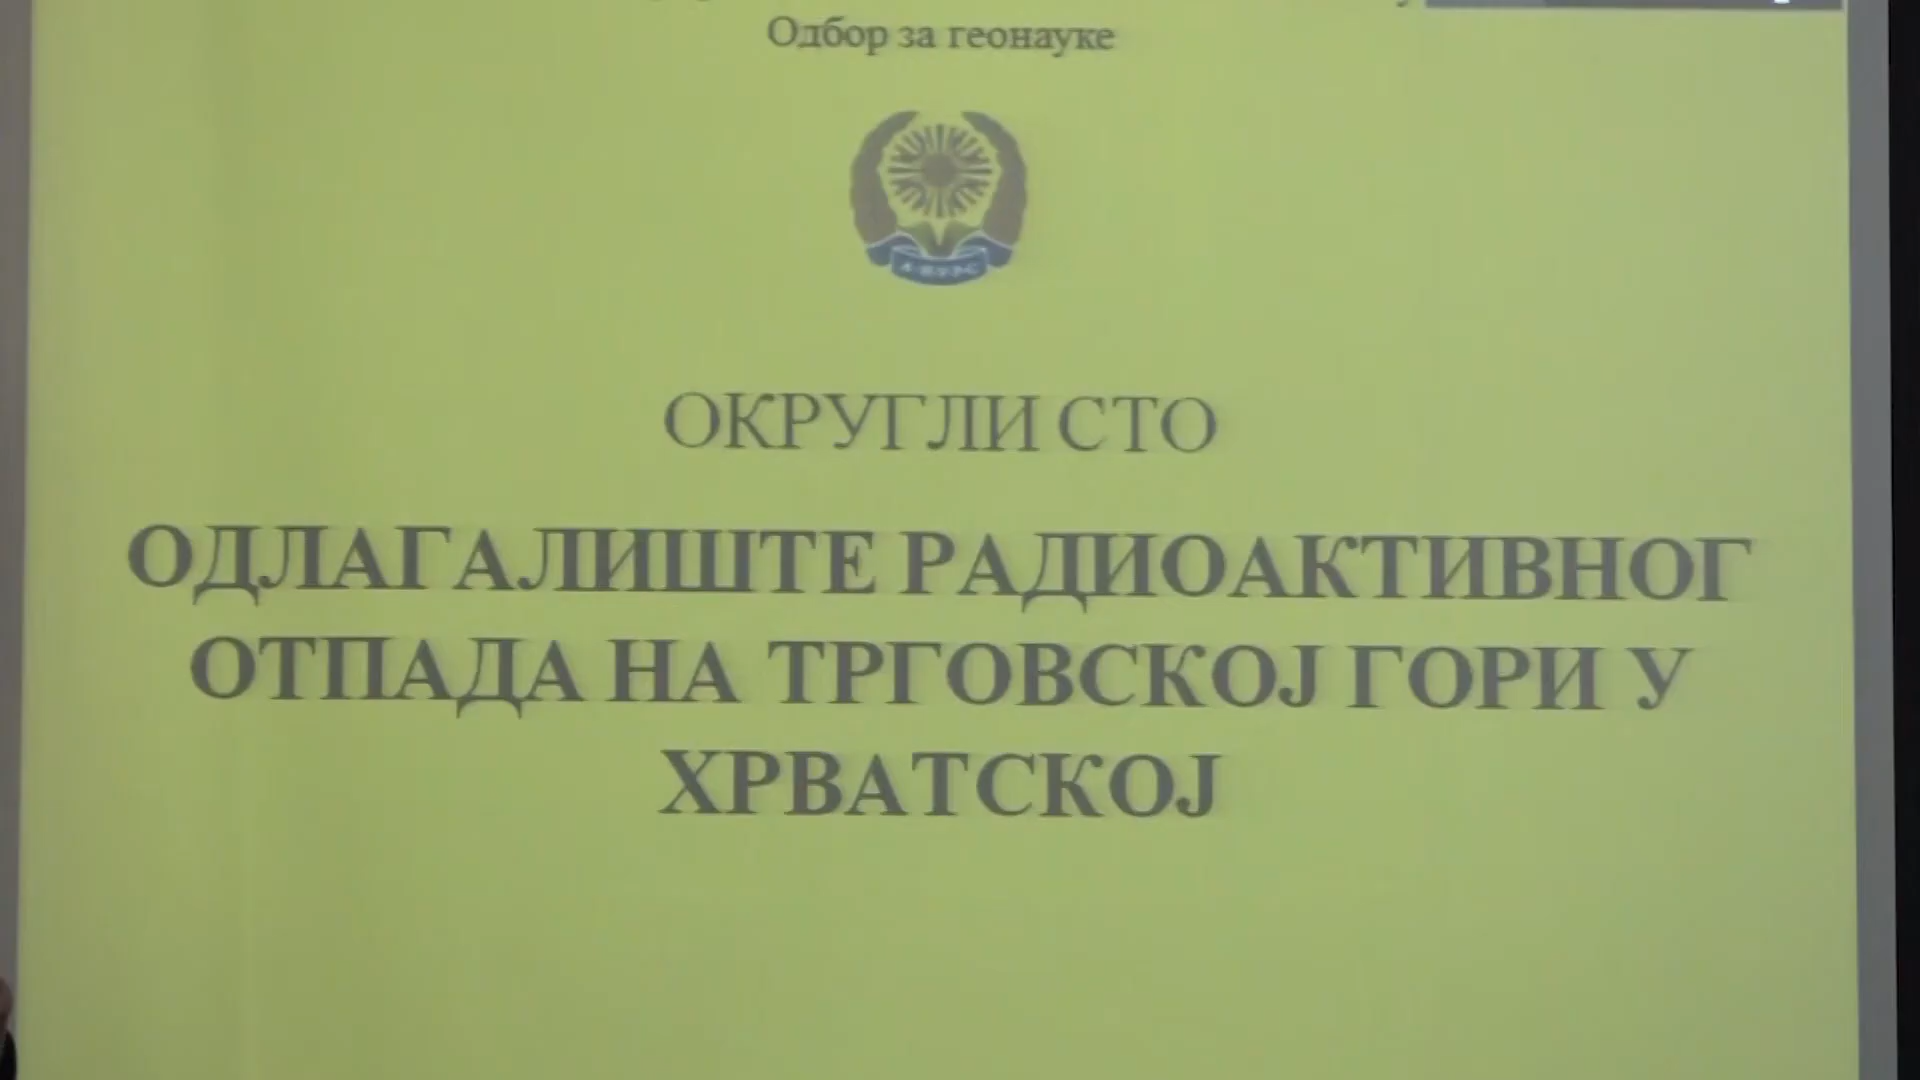 Одбор за геонауке
ОКРУГЛИ СТО
ОДЛАГАЛИШТЕ РАДИОАКТИВНОГ
ОТПАДА НА ТРГОВСКОЈ ГОРИ У
ХРВАТСКОЈ